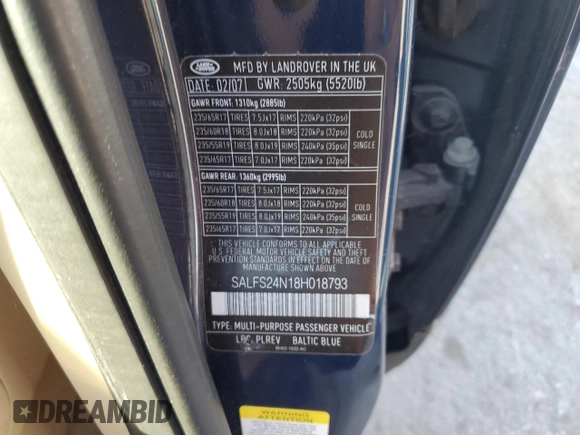 LAND ROVER
MFD BY LANDROVER IN THE UK
DATE: 02/07 GWR: 2505kg (5520lb)
GAWR FRONT: 1310kg (2885lb)
235/65R17 TIRES 7.5Jx17 RIMS 220kPa (32psi)
235/60R18 TIRES 8.0Jx18 RIMS 220kPa (32psi)
235/55R19 TIRES 8.0Jx19 RIMS 240kPa (35psi)
235/65R17 TIRES 7.0Jx17 RIMS 220kPa (32psi)
COLD
SINGLE
GAWR REAR: 1360kg (2995lb)
235/65R17 TIRES 7.5Jx17 RIMS 220kPa (32psi)
235/60R18 TIRES 8.0Jx18 RIMS 220kPa (32psi)
235/55R19 TIRES 8.0Jx19 RIMS 240kPa (35psi)
235/65R17 TIRES 7.0Jx17 RIMS 220kPa (32psi)
COLD
SINGLE
THIS VEHICLE CONFORMS TO ALL APPLICABLE
U.S. FEDERAL MOTOR VEHICLE SAFETY AND THEFT
PREVENTION STANDARDS IN EFFECT ON THE DATE OF
MANUFACTURE SHOWN ABOVE
SALFS24N18H018793
TYPE: MULTI-PURPOSE PASSENGER VEHICLE
LRC. PLREV BALTIC BLUE
WARNING
ATTENTION
DREAMBID